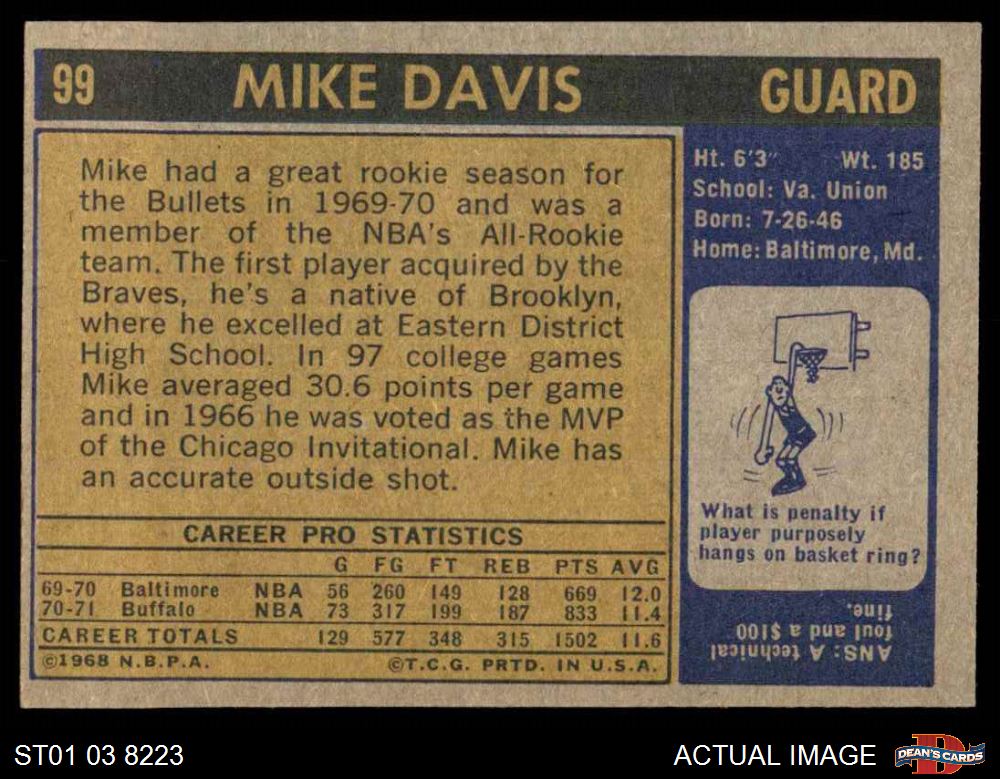 99 MIKE DAVIS GUARD
Mike had a great rookie season for
the Bullets in 1969-70 and was a
member of the NBA's All-Rookie
team. The first player acquired by the
Braves, he's a native of Brooklyn,
where he excelled at Eastern District
High School. In 97 college games
Mike averaged 30.6 points per game
and in 1966 he was voted as the MVP
of the Chicago Invitational. Mike has
an accurate outside shot.
CAREER PRO STATISTICS
G FG FT REB PTS AVG
69-70 Baltimore NBA 56 260 149 128 669 12.0
70-71 Buffalo NBA 73 317 199 187 833 11.4
CAREER TOTALS 129 577 348 315 1502 11.6
©1968 N.B.P.A. ©T.C.G. PRTD. IN U.S.A.
Ht. 6'3" Wt. 185
School: Va. Union
Born: 7-26-46
Home: Baltimore, Md.
What is penalty if
player purposely
hangs on basket ring?
ANS: A technical
foul and a $100
fine.
ST01 03 8223 ACTUAL IMAGE DEAN'S CARDS